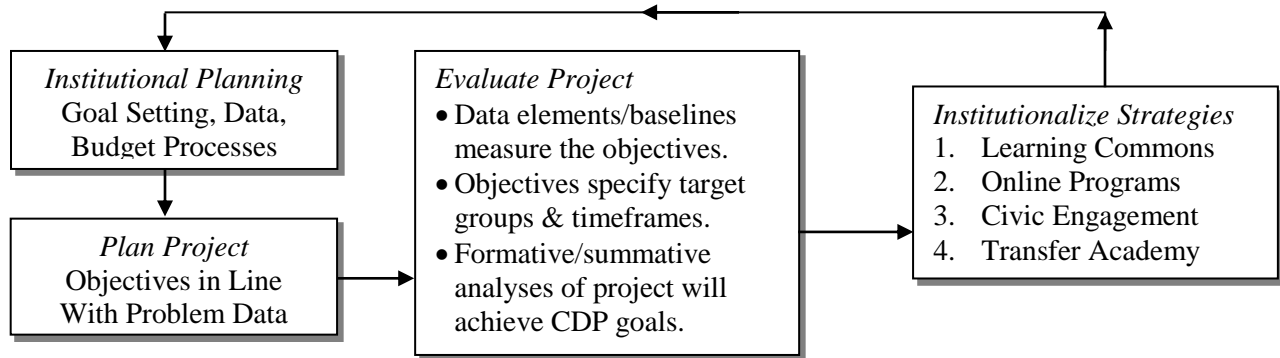 Institutional Planning
Goal Setting, Data,
Budget Processes
Plan Project
Objectives in Line
With Problem Data
Evaluate Project
• Data elements/baselines
measure the objectives.
• Objectives specify target
groups & timeframes.
• Formative/summative
analyses of project will
achieve CDP goals.
Institutionalize Strategies
1. Learning Commons
2. Online Programs
3. Civic Engagement
4. Transfer Academy